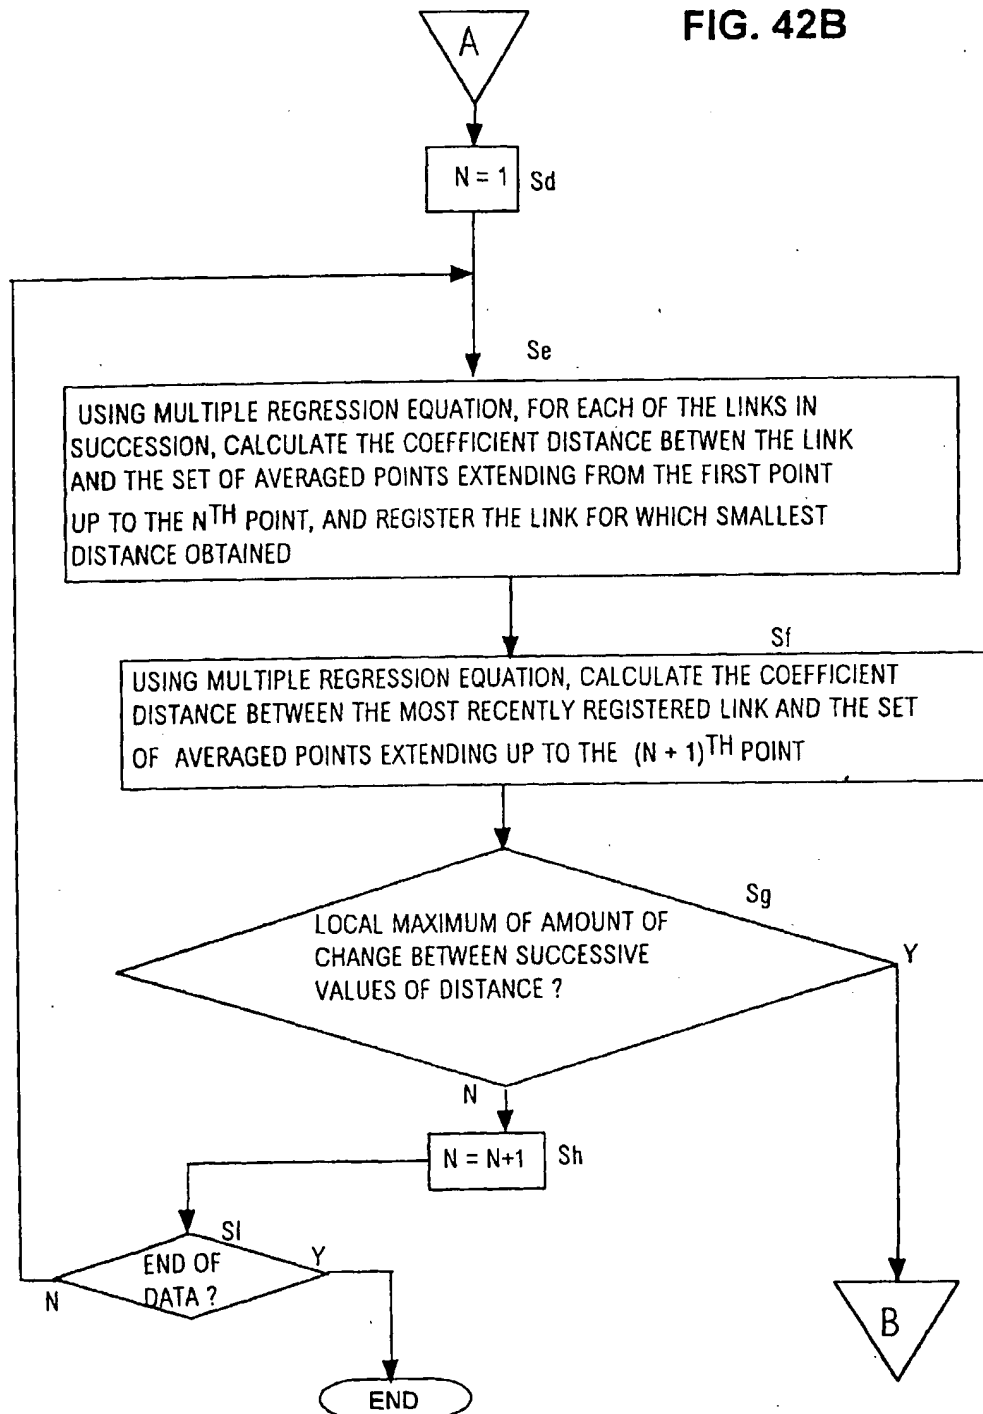 FIG. 42B
A
N = 1
Sd
Se
USING MULTIPLE REGRESSION EQUATION, FOR EACH OF THE LINKS IN
SUCCESSION, CALCULATE THE COEFFICIENT DISTANCE BETWEN THE LINK
AND THE SET OF AVERAGED POINTS EXTENDING FROM THE FIRST POINT
UP TO THE NTH POINT, AND REGISTER THE LINK FOR WHICH SMALLEST
DISTANCE OBTAINED
Sf
USING MULTIPLE REGRESSION EQUATION, CALCULATE THE COEFFICIENT
DISTANCE BETWEEN THE MOST RECENTLY REGISTERED LINK AND THE SET
OF AVERAGED POINTS EXTENDING UP TO THE (N + 1)TH POINT
Sg
LOCAL MAXIMUM OF AMOUNT OF
CHANGE BETWEEN SUCCESSIVE
VALUES OF DISTANCE ?
Y
N
N = N+1
Sh
SI
END OF
DATA ?
Y
N
B
END